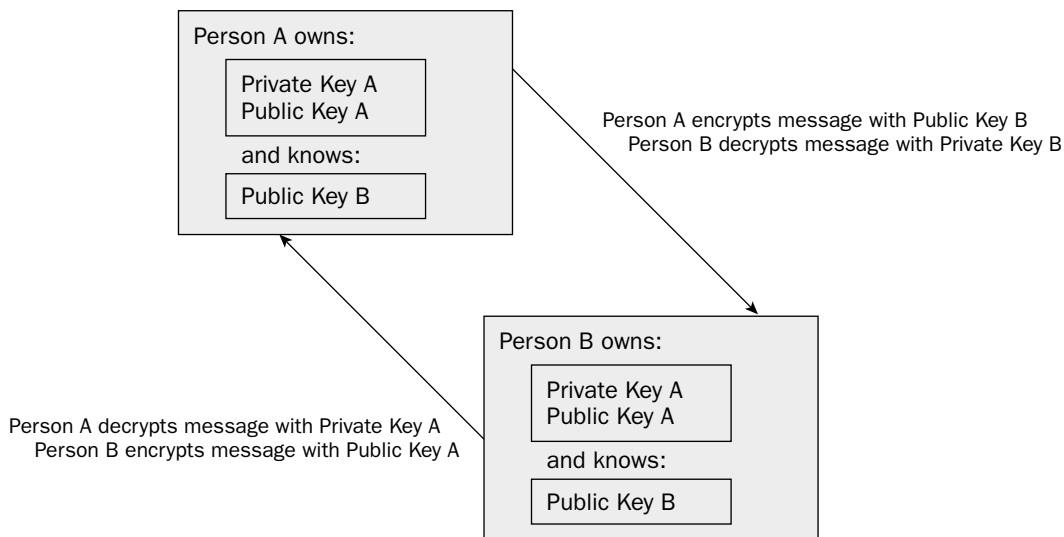 Person A owns:
Private Key A
Public Key A
and knows:
Public Key B
Person A encrypts message with Public Key B
Person B decrypts message with Private Key B
Person B owns:
Private Key A
Public Key A
and knows:
Public Key B
Person A decrypts message with Private Key A
Person B encrypts message with Public Key A